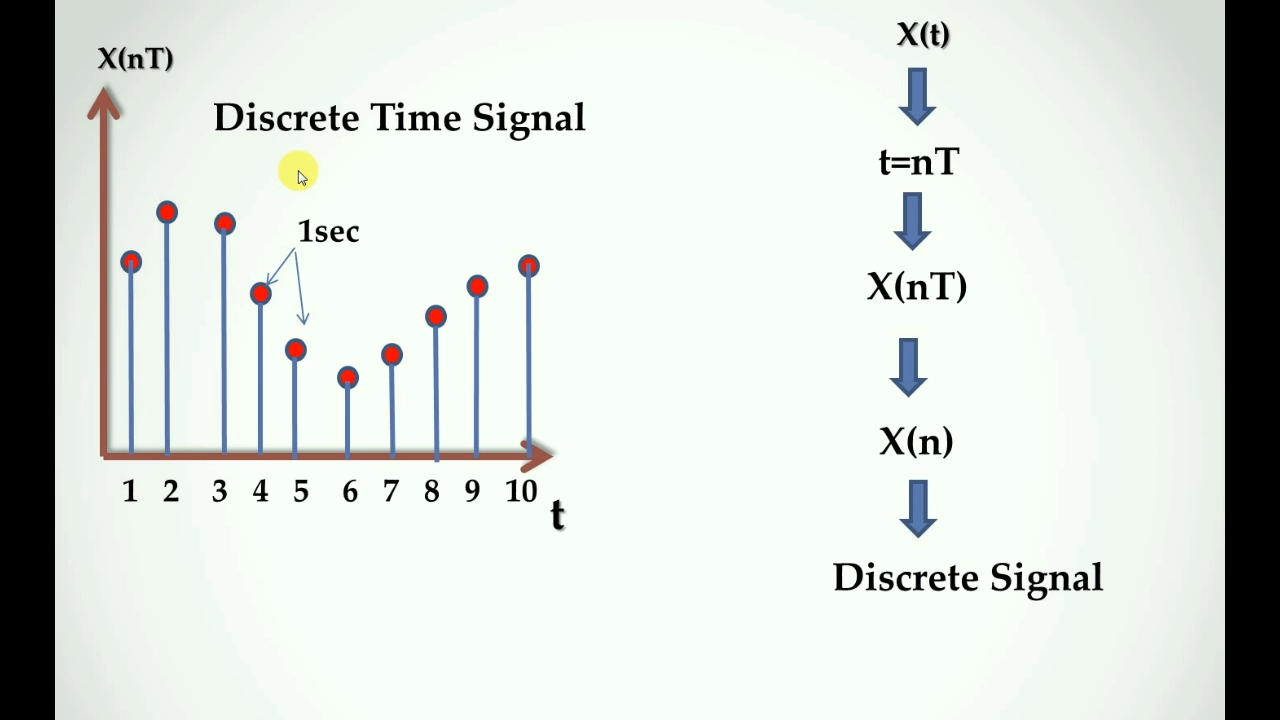 X(nT)
Discrete Time Signal
1sec
1 2 3 4 5 6 7 8 9 10
t
X(t)
t=nT
X(nT)
X(n)
Discrete Signal